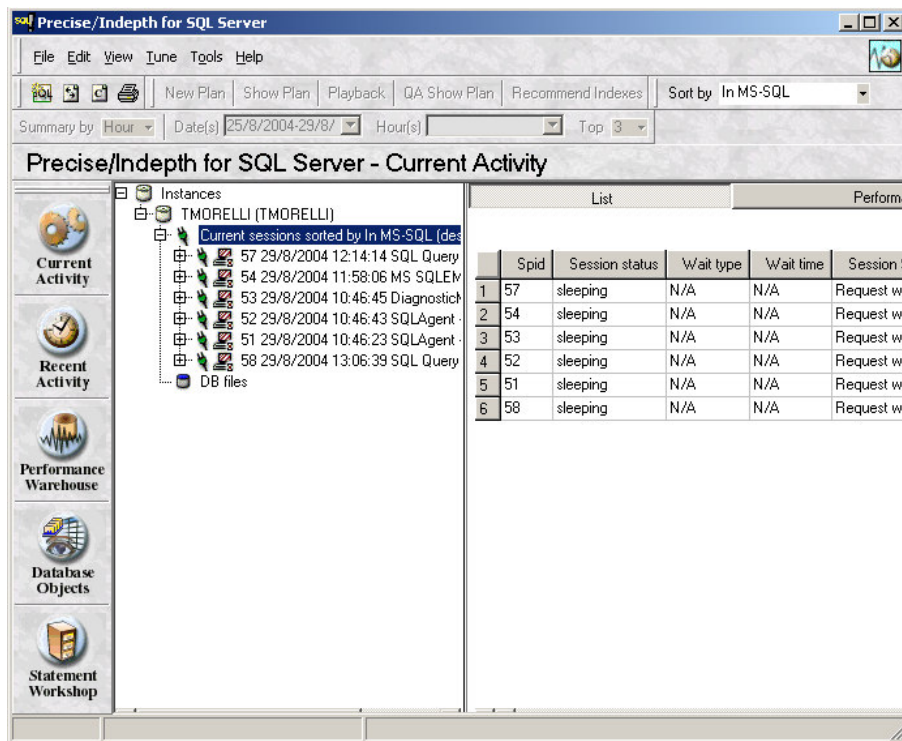 Precise/Indepth for SQL Server
File Edit View Tune Tools Help
SQL New Plan Show Plan Playback QA Show Plan Recommend Indexes Sort by In MS-SQL
Summary by Hour Date(s) 25/8/2004-29/8/ Hour(s) Top 3
Precise/Indepth for SQL Server - Current Activity
Current
Activity
Recent
Activity
Performance
Warehouse
Database
Objects
Statement
Workshop
Instances
TMORELLI (TMORELLI)
Current sessions sorted by In MS-SQL (des
57 29/8/2004 12:14:14 SQL Query
54 29/8/2004 11:58:06 MS SQLEM
53 29/8/2004 10:46:45 Diagnostic
52 29/8/2004 10:46:43 SQLAgent -
51 29/8/2004 10:46:23 SQLAgent -
58 29/8/2004 13:06:39 SQL Query
DB files
List Perform
Spid Session status Wait type Wait time Session
1 57 sleeping N/A N/A Request w
2 54 sleeping N/A N/A Request w
3 53 sleeping N/A N/A Request w
4 52 sleeping N/A N/A Request w
5 51 sleeping N/A N/A Request w
6 58 sleeping N/A N/A Request w